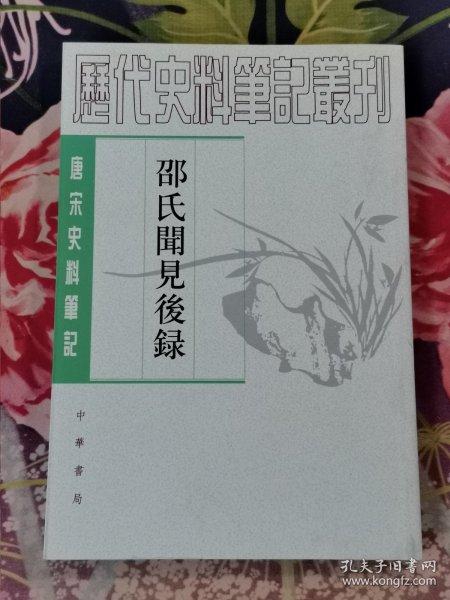 歷代史料筆記叢刊
唐宋史料筆記
邵氏聞見後録
中華書局
孔夫子旧书网
www.kongfz.com